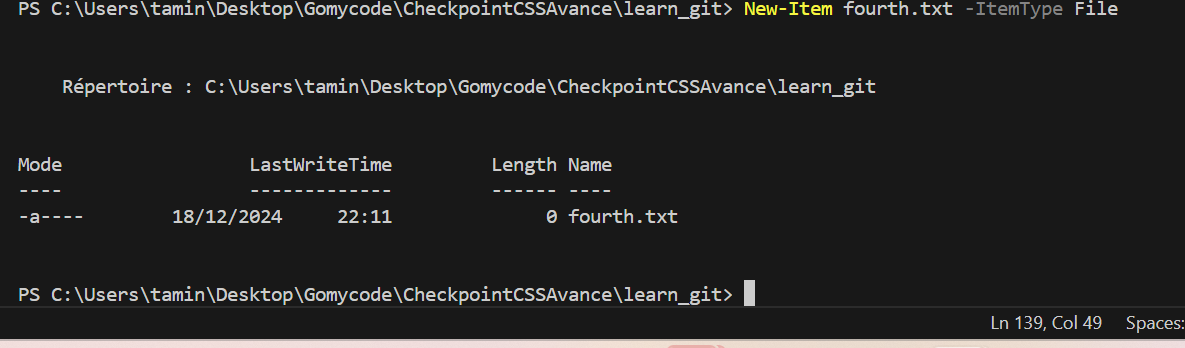 PS C:\Users\tamin\Desktop\Gomycode\CheckpointCSSAvance\learn_git> New-Item fourth.txt -ItemType File
Répertoire : C:\Users\tamin\Desktop\Gomycode\CheckpointCSSAvance\learn_git
Mode                 LastWriteTime         Length Name
----                 -------------         ------ ----
-a----        18/12/2024     22:11              0 fourth.txt
PS C:\Users\tamin\Desktop\Gomycode\CheckpointCSSAvance\learn_git>
Ln 139, Col 49    Spaces: